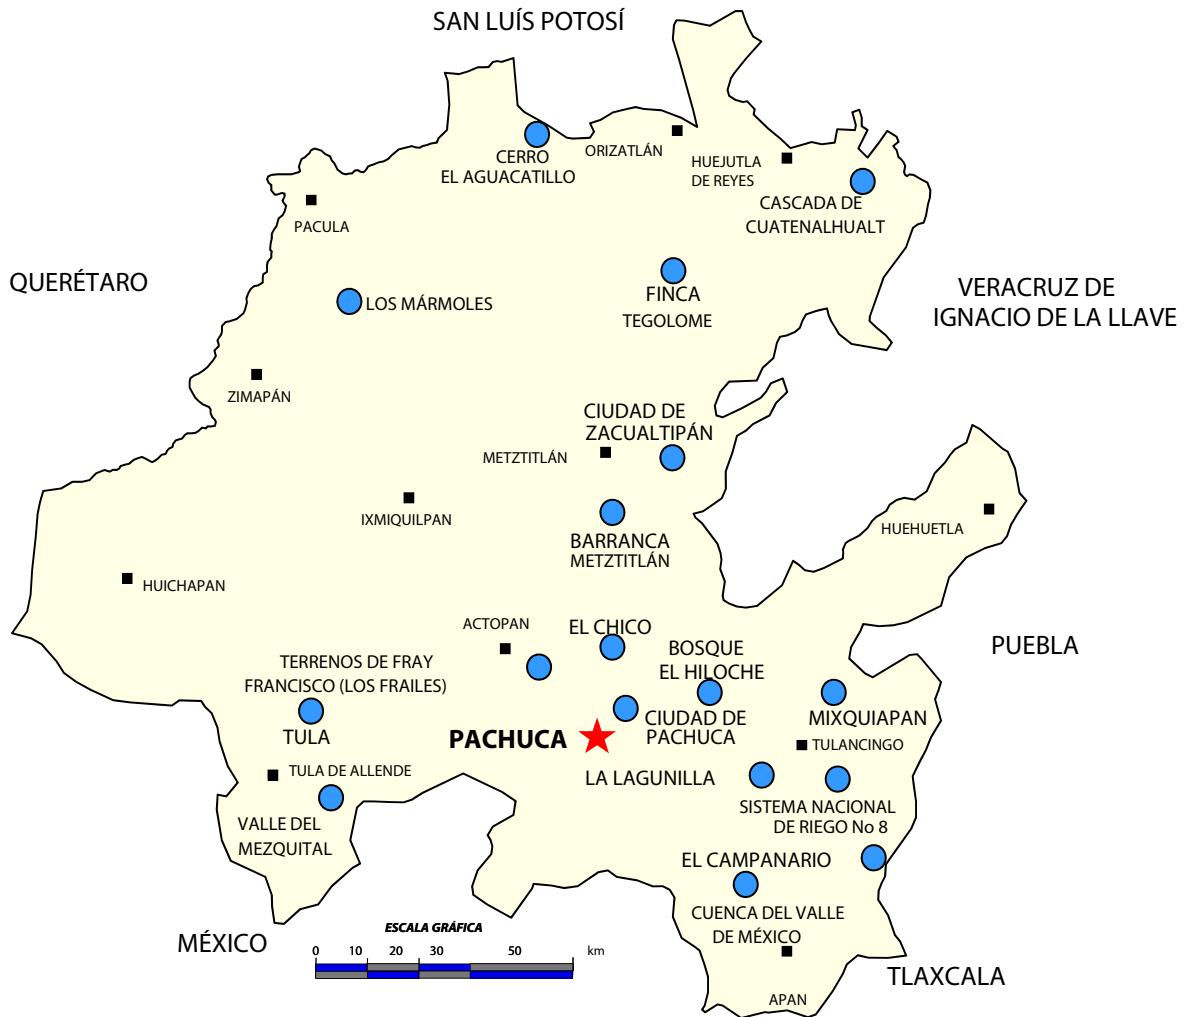 SAN LUÍS POTOSÍ
ORIZATLÁN
CERRO
EL AGUACATILLO
HUEJUTLA
DE REYES
CASCADA DE
CUATENALHUALT
PACULA
QUERÉTARO
LOS MÁRMOLES
FINCA
TEGOLOME
VERACRUZ DE
IGNACIO DE LA LLAVE
ZIMAPÁN
CIUDAD DE
ZACUALTIPÁN
METZTITLÁN
IXMIQUILPAN
BARRANCA
METZTITLÁN
HUEHUETLA
HUICHAPAN
ACTOPAN
EL CHICO
BOSQUE
EL HILOCHE
PUEBLA
TERRENOS DE FRAY
FRANCISCO (LOS FRAILES)
TULA
PACHUCA
CIUDAD DE
PACHUCA
MIXQUIAPAN
TULANCINGO
TULA DE ALLENDE
LA LAGUNILLA
VALLE DEL
MEZQUITAL
SISTEMA NACIONAL
DE RIEGO No 8
EL CAMPANARIO
CUENCA DEL VALLE
DE MÉXICO
MÉXICO
ESCALA GRÁFICA
0 10 20 30 50 km
TLAXCALA
APAN